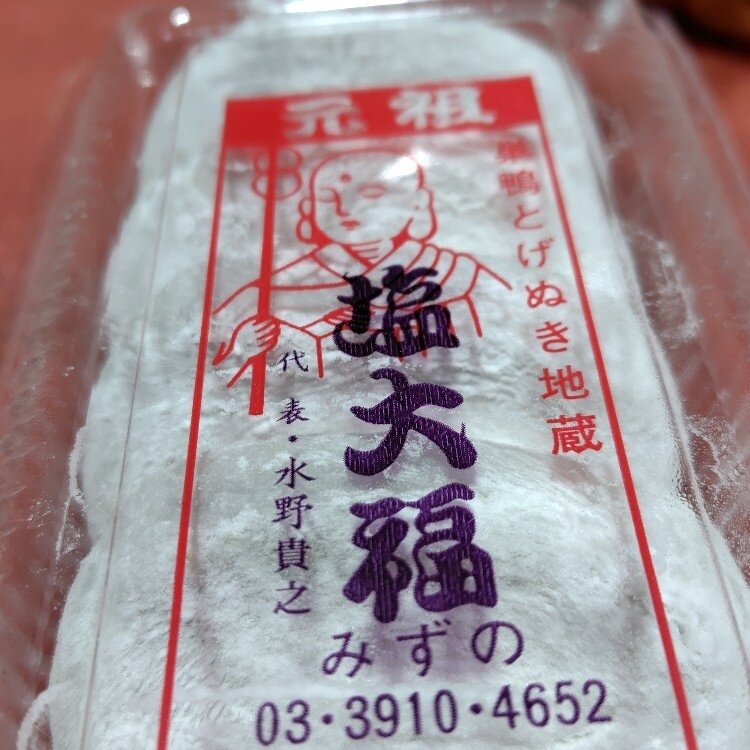 元祖
巣鴨とげぬき地蔵
塩大福
代表・水野貴之
みずの
03・3910・4652